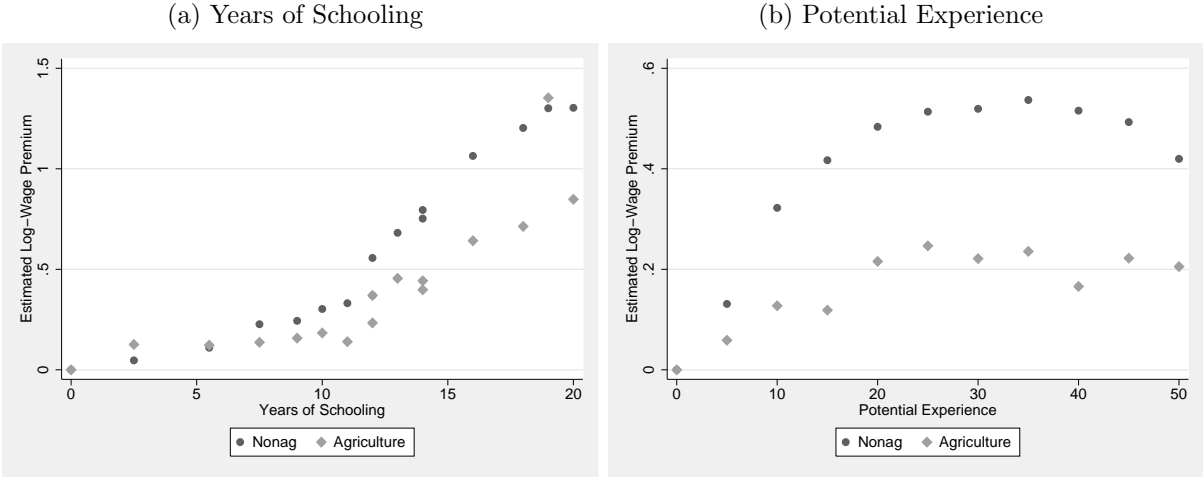 (a) Years of Schooling
Estimated Log−Wage Premium
1.5
1
.5
0
0 5 10 15 20
Years of Schooling
Nonag Agriculture
(b) Potential Experience
Estimated Log−Wage Premium
.6
.4
.2
0
0 10 20 30 40 50
Potential Experience
Nonag Agriculture